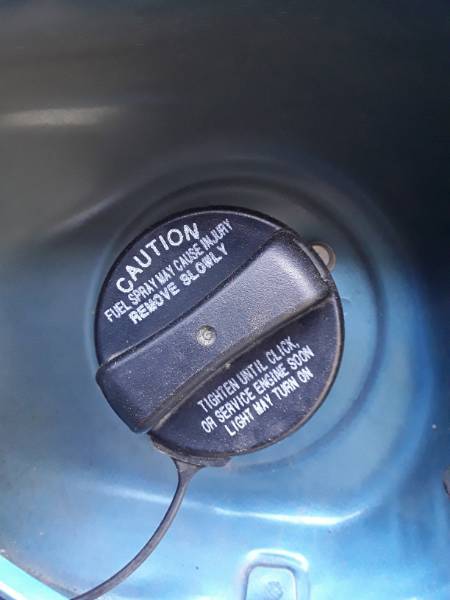 CAUTION
FUEL SPRAY MAY CAUSE INJURY
REMOVE SLOWLY
TIGHTEN UNTIL CLICK,
OR SERVICE ENGINE SOON
LIGHT MAY TURN ON